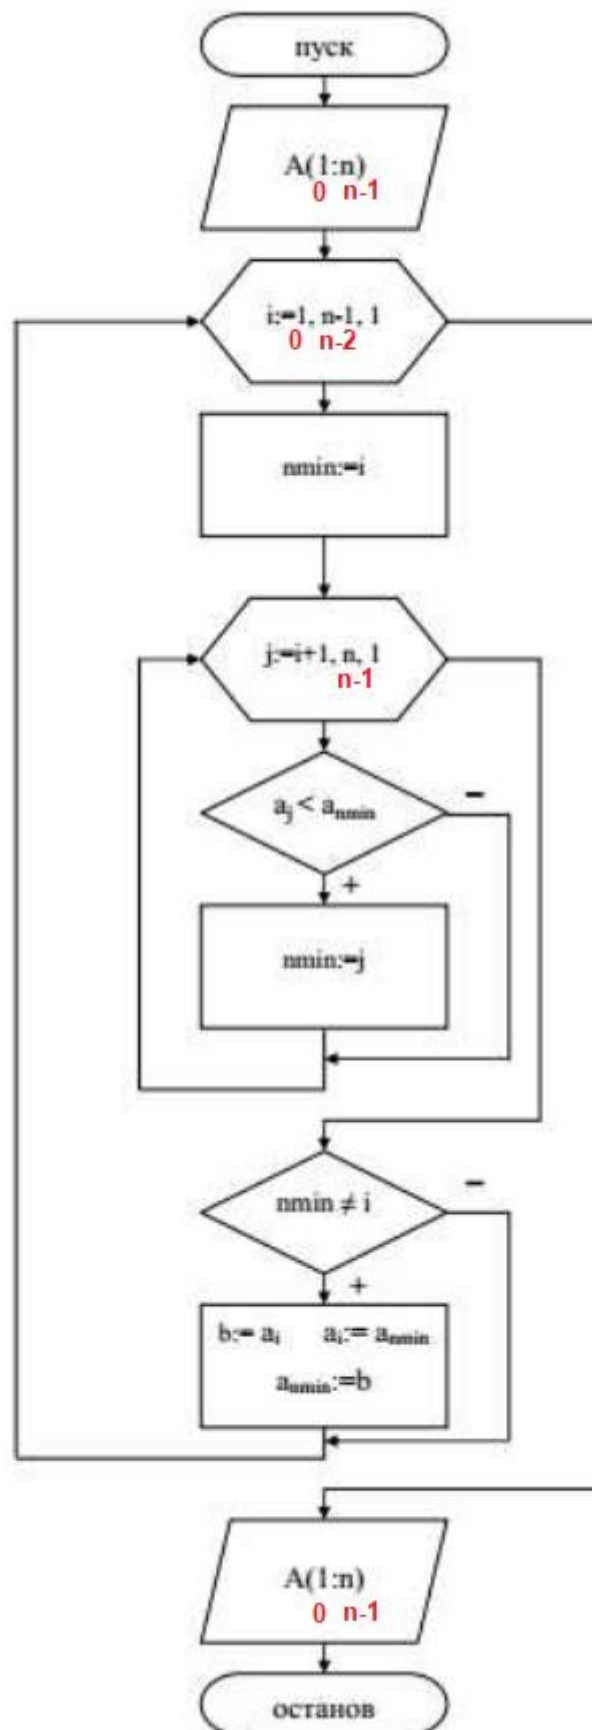 пуск
A(1:n)
0 n-1
i:=1, n-1, 1
0 n-2
nmin:=i
j:=i+1, n, 1
n-1
aj < anmin
-
+
nmin:=j
nmin ≠ i
-
+
b:= ai ai:= anmin
anmin:=b
A(1:n)
0 n-1
останов